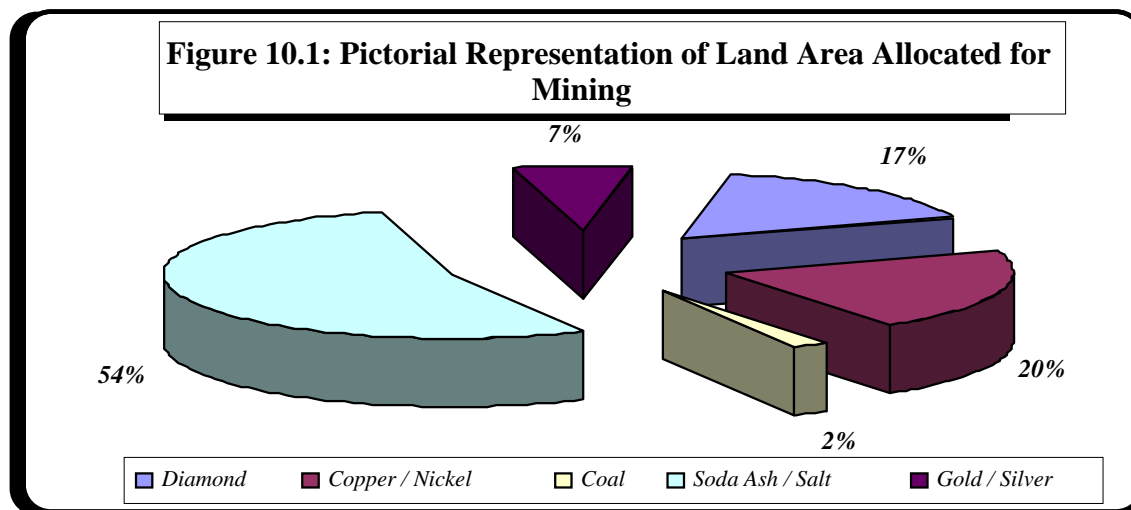 Figure 10.1: Pictorial Representation of Land Area Allocated for
Mining
7%
17%
54%
20%
2%
Diamond Copper / Nickel Coal Soda Ash / Salt Gold / Silver